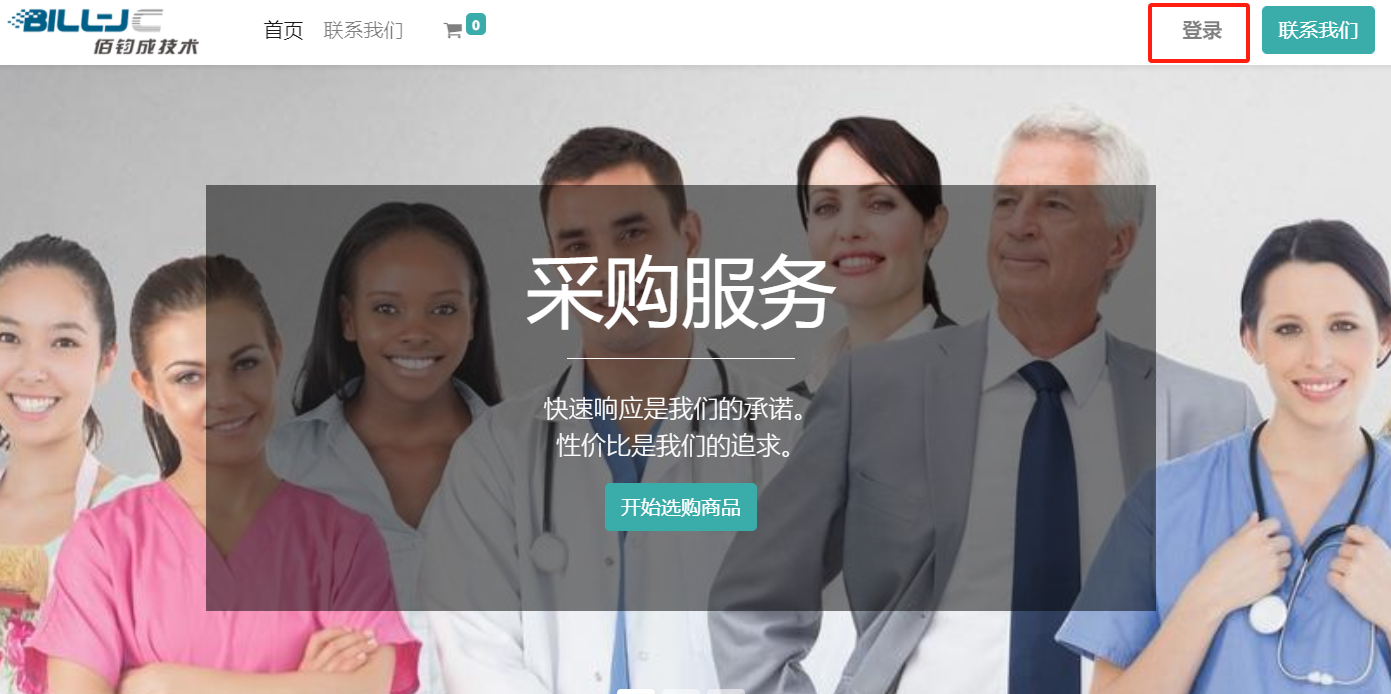 BILL-JC
佰钧成技术
首页
联系我们
0
登录
联系我们
采购服务
快速响应是我们的承诺。
性价比是我们的追求。
开始选购商品